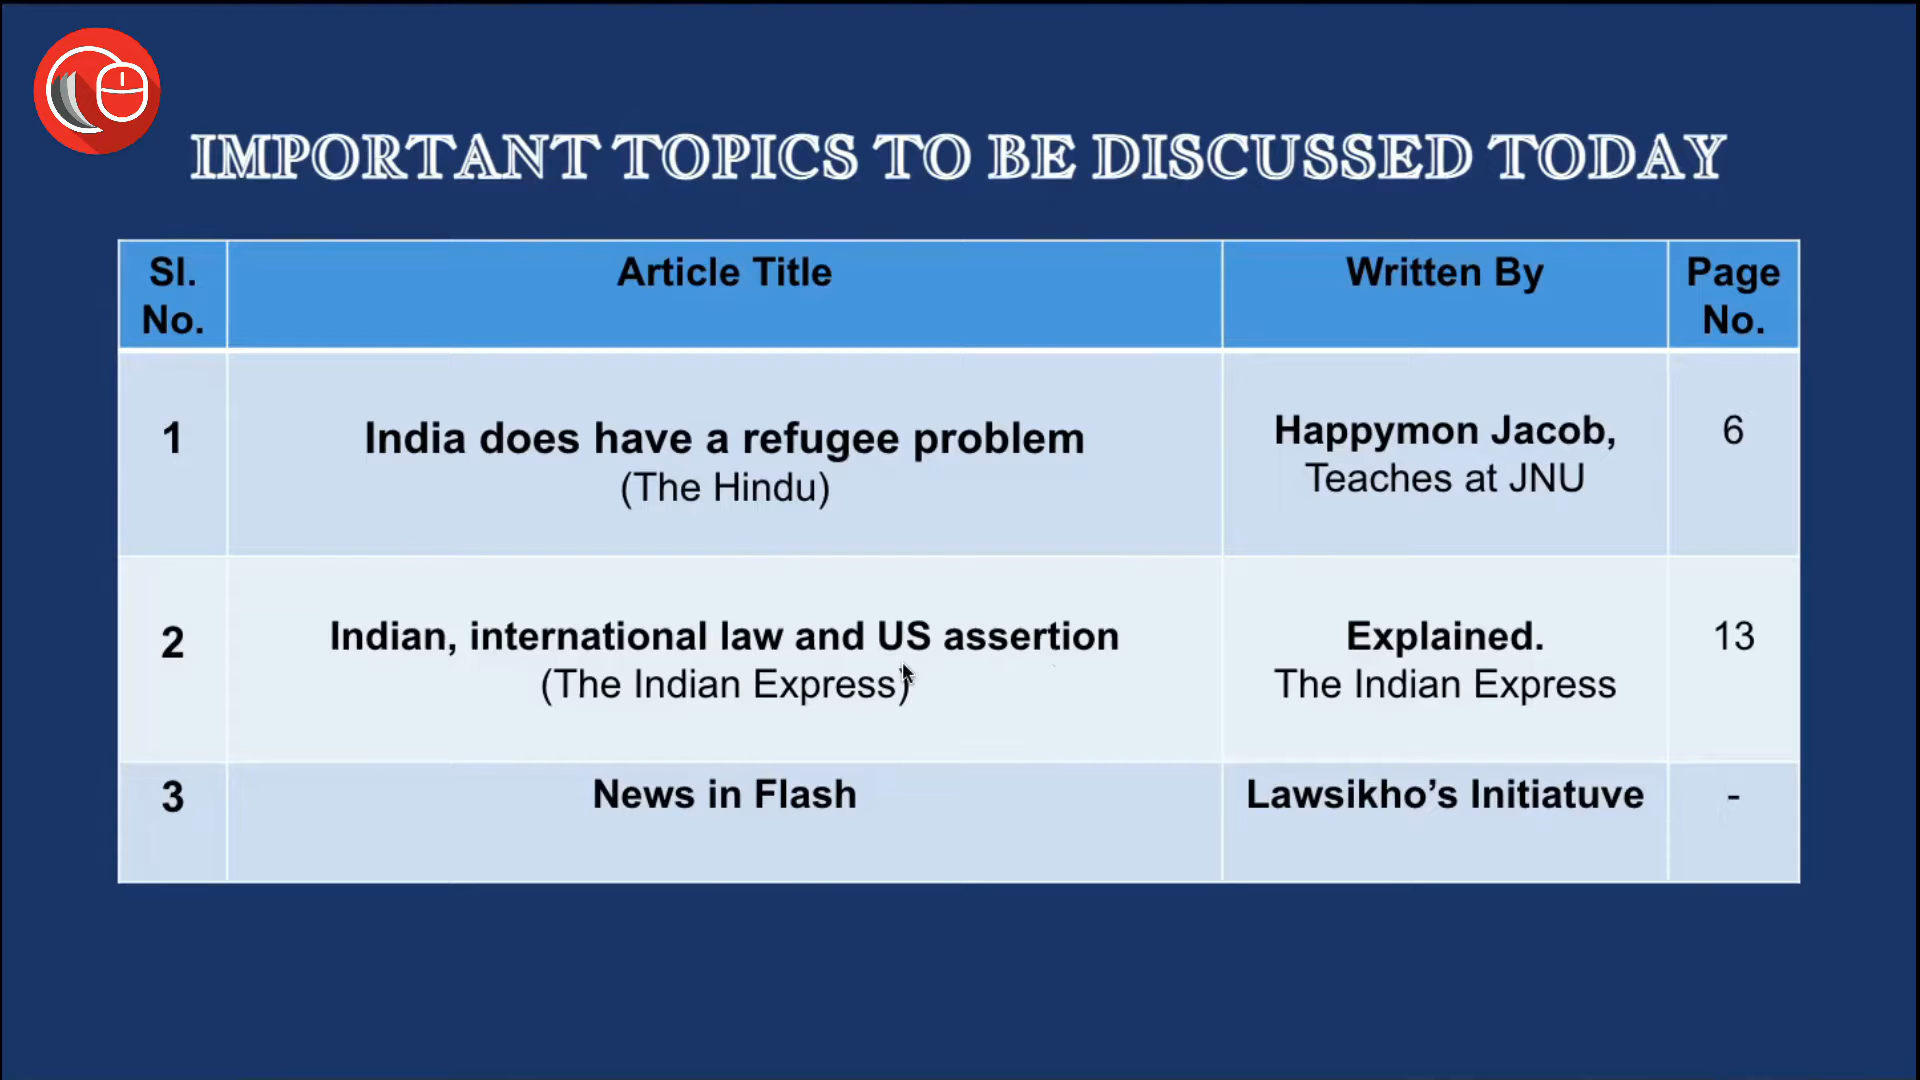 IMPORTANT TOPICS TO BE DISCUSSED TODAY
Sl. No.
Article Title
Written By
Page No.
1
India does have a refugee problem
(The Hindu)
Happymon Jacob,
Teaches at JNU
6
2
Indian, international law and US assertion
(The Indian Express)
Explained.
The Indian Express
13
3
News in Flash
Lawsikho’s Initiatuve
-